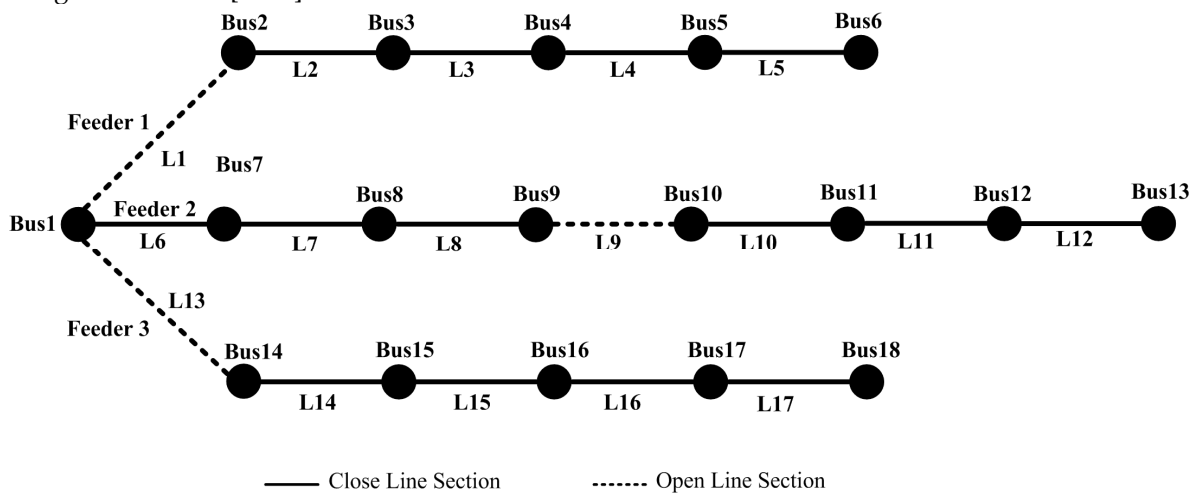 Bus2 Bus3 Bus4 Bus5 Bus6
L2 L3 L4 L5
Feeder 1
L1
Bus7
Bus8 Bus9 Bus10 Bus11 Bus12 Bus13
Bus1
Feeder 2
L6 L7 L8 L9 L10 L11 L12
L13
Feeder 3
Bus14 Bus15 Bus16 Bus17 Bus18
L14 L15 L16 L17
Close Line Section Open Line Section